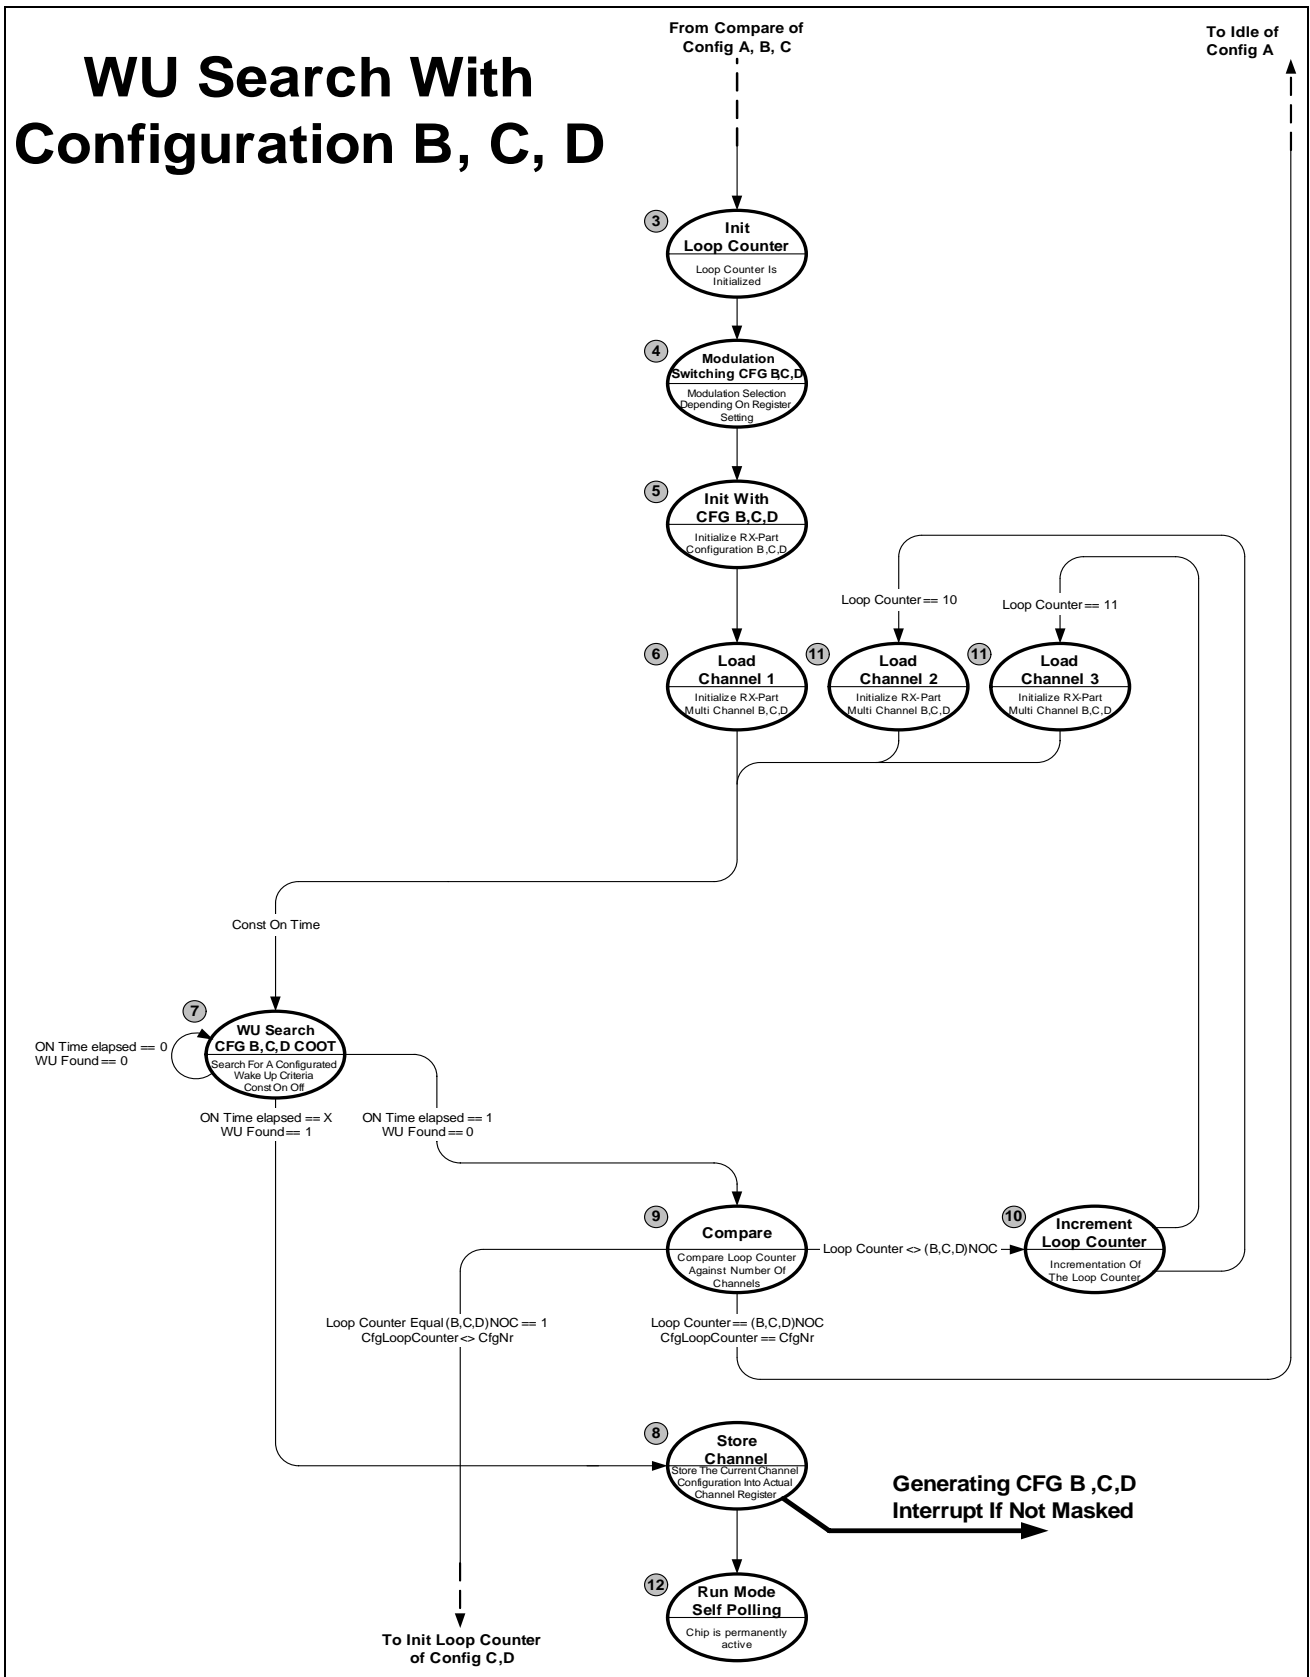 From Compare of
Config A, B, C
To Idle of
Config A
WU Search With
Configuration B, C, D
3
Init
Loop Counter
Loop Counter Is
Initialized
4
Modulation
Switching CFG B,C,D
Modulation Selection
Depending On Register
Setting
5
Init With
CFG B,C,D
Initialize RX-Part
Configuration B,C,D
Loop Counter == 10
Loop Counter == 11
6
Load
Channel 1
Initialize RX-Part
Multi Channel B,C,D
11
Load
Channel 2
Initialize RX-Part
Multi Channel B,C,D
11
Load
Channel 3
Initialize RX-Part
Multi Channel B,C,D
Const On Time
7
WU Search
CFG B,C,D COOT
Search For A Configurated
Wake Up Criteria
Const On Off
ON Time elapsed == 0
WU Found == 0
ON Time elapsed == X
WU Found == 1
ON Time elapsed == 1
WU Found == 0
9
Compare
Compare Loop Counter
Against Number Of
Channels
Loop Counter <> (B,C,D)NOC
10
Increment
Loop Counter
Incrementation Of
The Loop Counter
Loop Counter Equal (B,C,D)NOC == 1
CfgLoopCounter <> CfgNr
Loop Counter == (B,C,D)NOC
CfgLoopCounter == CfgNr
8
Store
Channel
Store The Current Channel
Configuration Into Actual
Channel Register
Generating CFG B ,C,D
Interrupt If Not Masked
12
Run Mode
Self Polling
Chip is permanently
active
To Init Loop Counter
of Config C,D